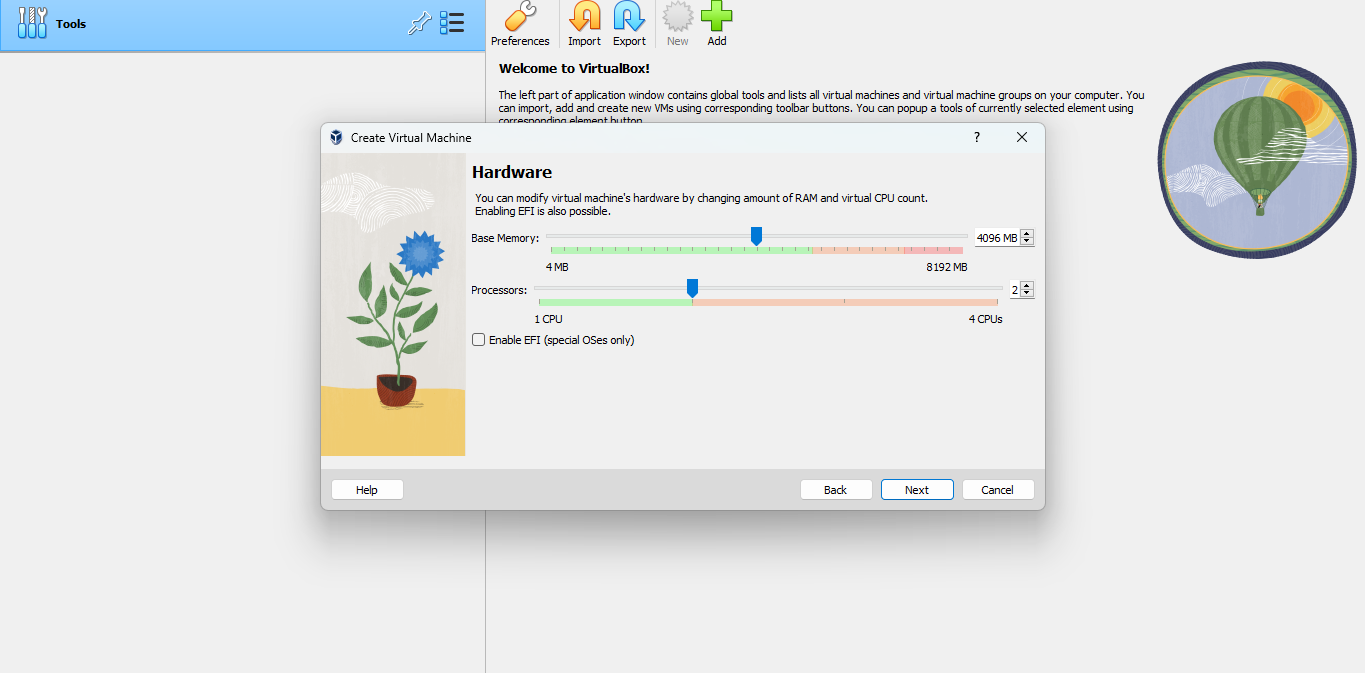 Tools
Preferences
Import
Export
New
Add
Welcome to VirtualBox!
The left part of application window contains global tools and lists all virtual machines and virtual machine groups on your computer. You
can import, add and create new VMs using corresponding toolbar buttons. You can popup a tools of currently selected element using
corresponding element button
Create Virtual Machine
?
Hardware
You can modify virtual machine's hardware by changing amount of RAM and virtual CPU count.
Enabling EFI is also possible.
Base Memory:
4096 MB
4 MB
8192 MB
Processors:
2
1 CPU
4 CPUs
Enable EFI (special OSes only)
Help
Back
Next
Cancel